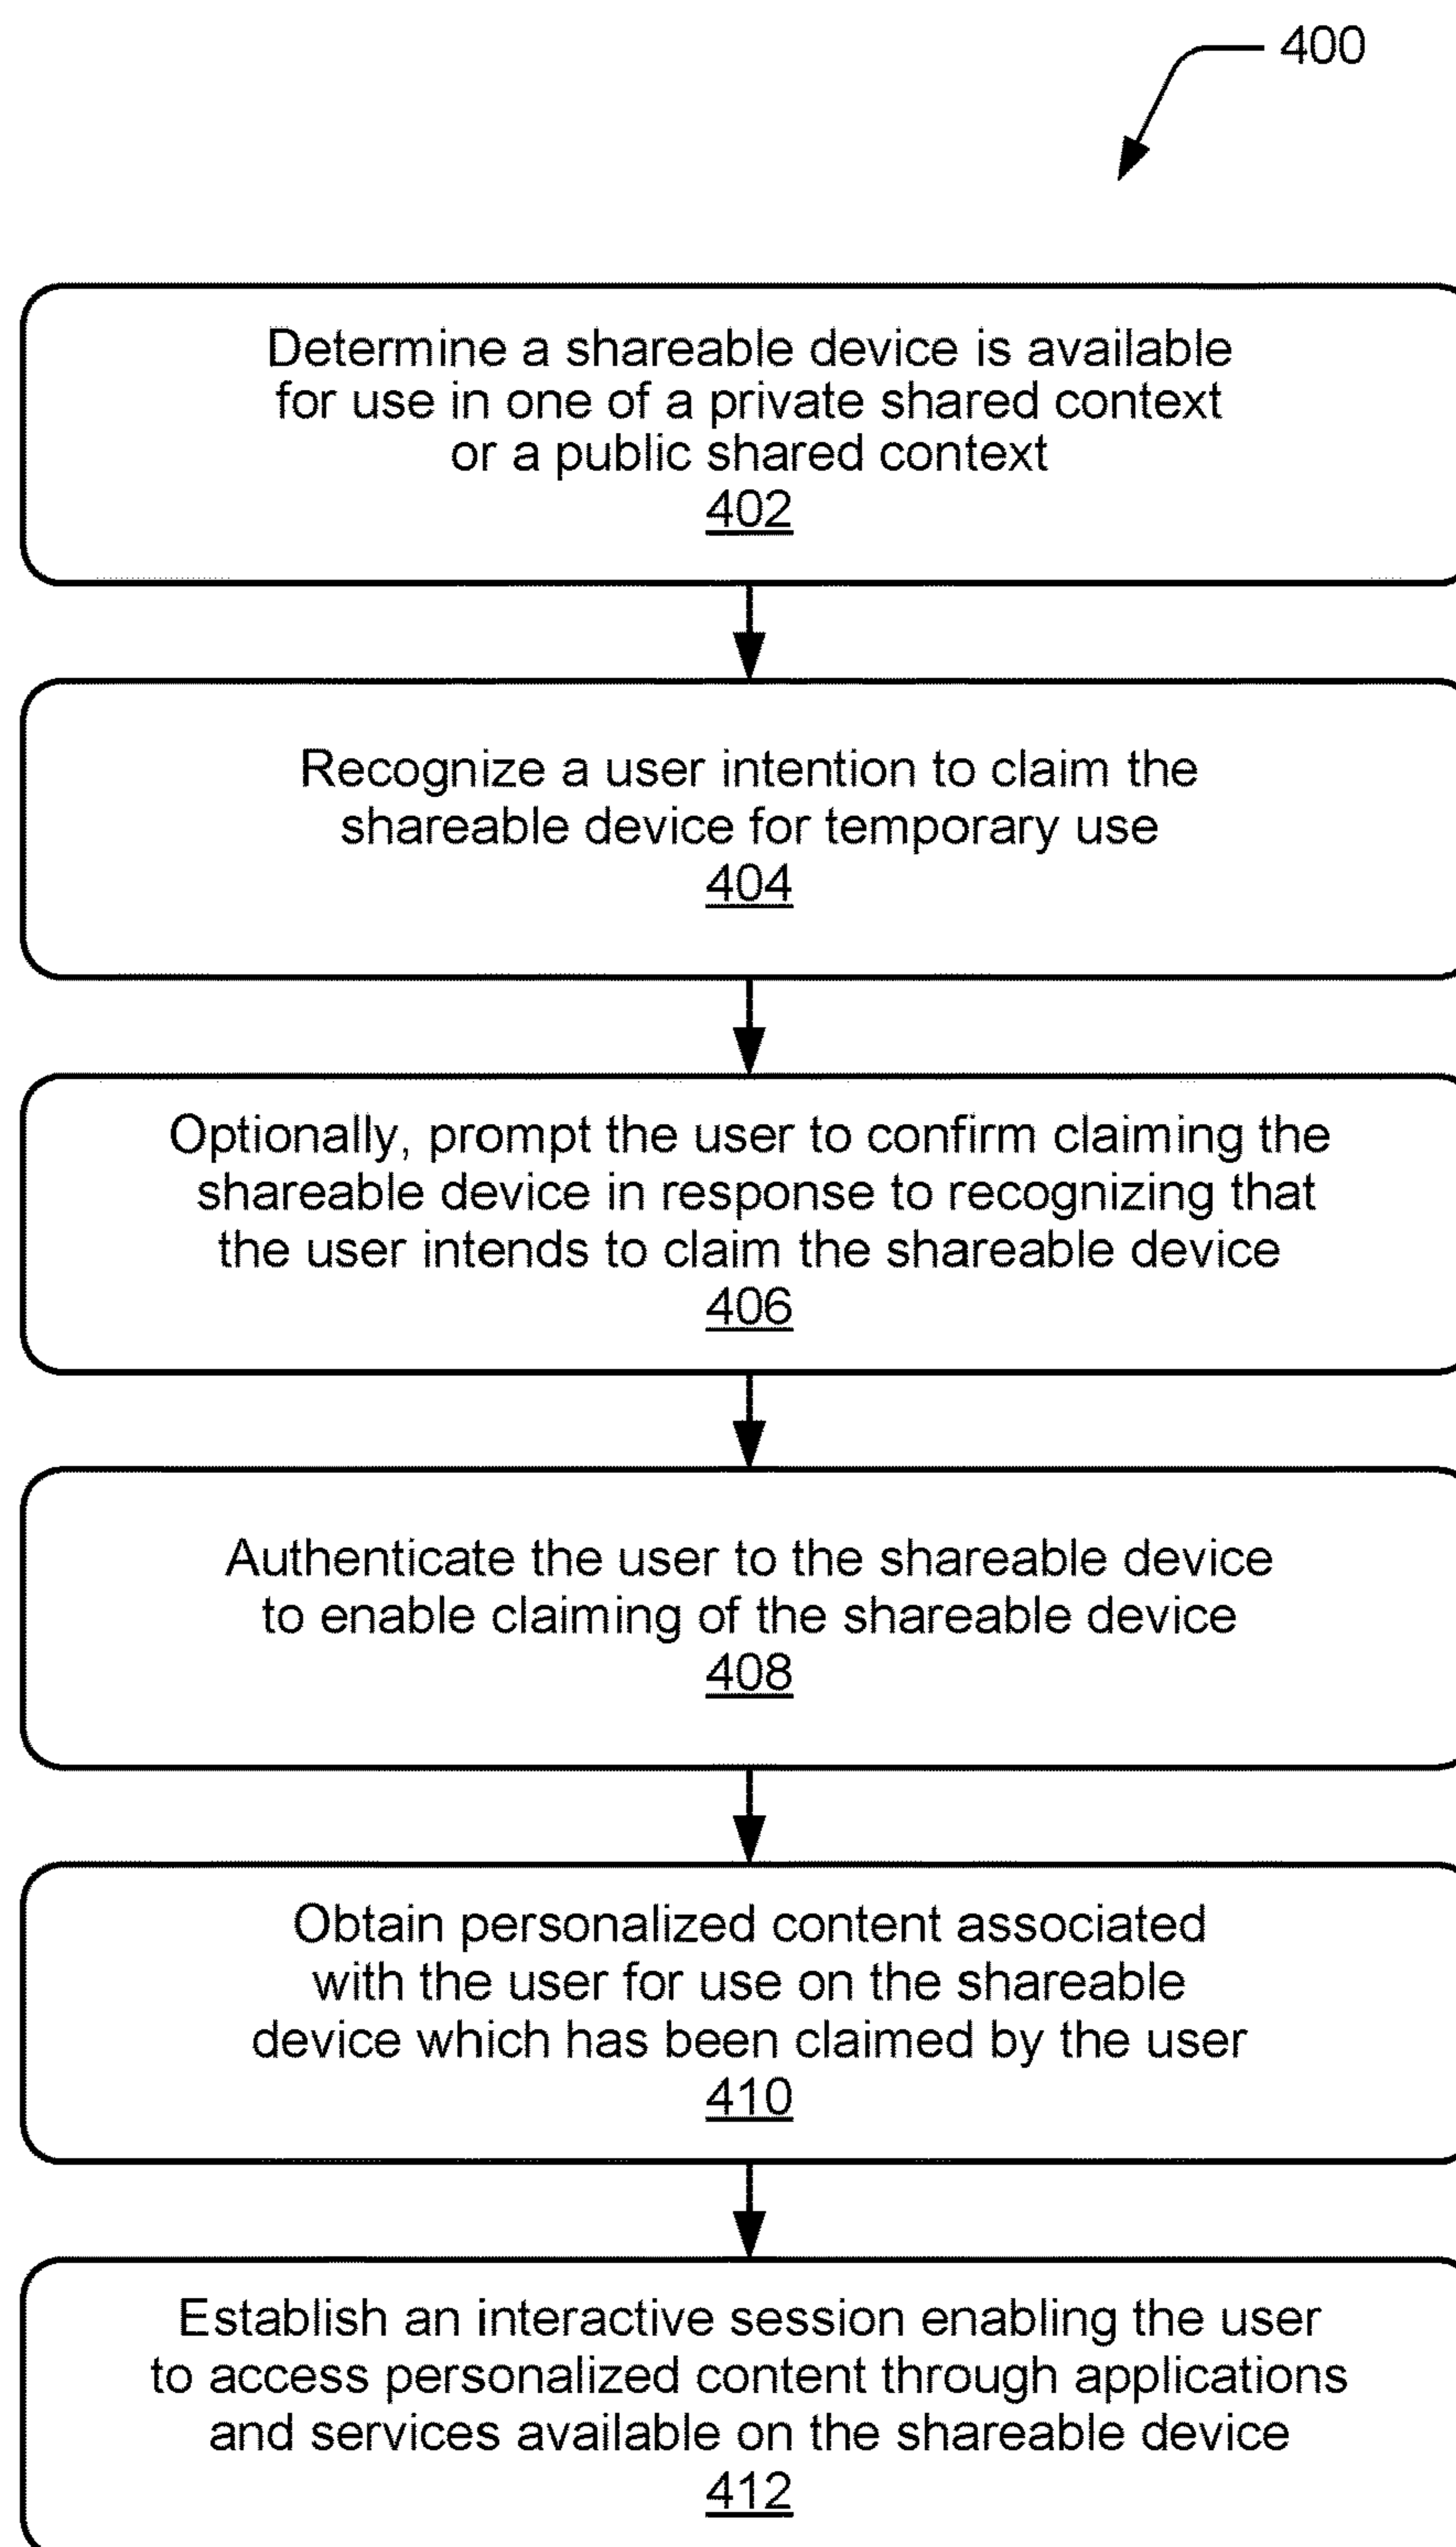 400
Determine a shareable device is available
for use in one of a private shared context
or a public shared context
402
Recognize a user intention to claim the
shareable device for temporary use
404
Optionally, prompt the user to confirm claiming the
shareable device in response to recognizing that
the user intends to claim the shareable device
406
Authenticate the user to the shareable device
to enable claiming of the shareable device
408
Obtain personalized content associated
with the user for use on the shareable
device which has been claimed by the user
410
Establish an interactive session enabling the user
to access personalized content through applications
and services available on the shareable device
412